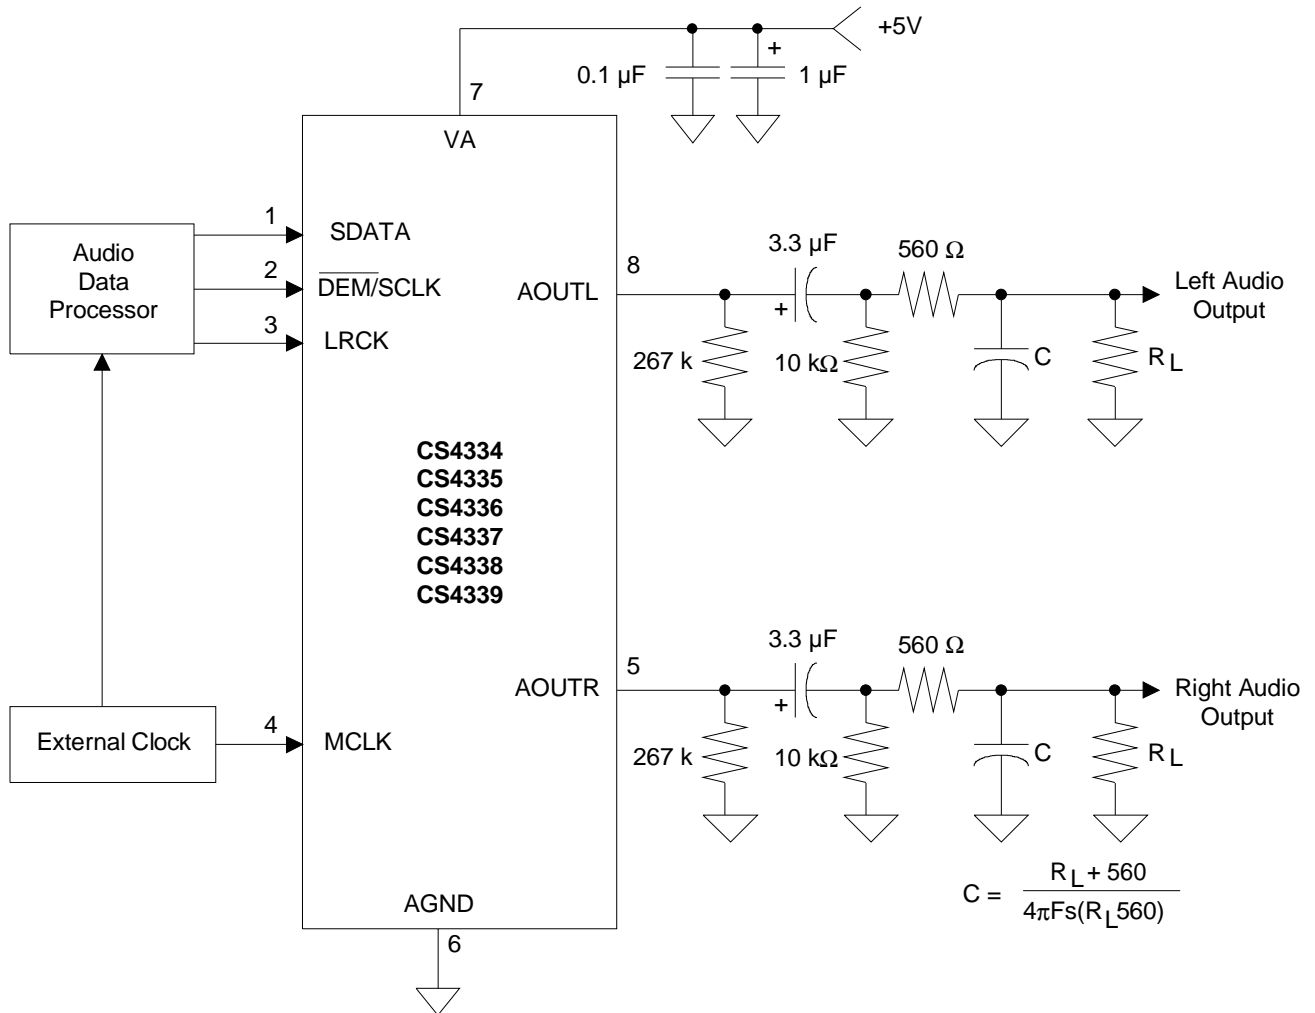 +5V
+
0.1 µF
1 µF
7
VA
1
SDATA
Audio
Data
Processor
2
DEM/SCLK
3
LRCK
8
AOUTL
3.3 µF
+
560 Ω
Left Audio
Output
267 k
10 kΩ
C
RL
CS4334
CS4335
CS4336
CS4337
CS4338
CS4339
5
AOUTR
3.3 µF
+
560 Ω
Right Audio
Output
External Clock
4
MCLK
267 k
10 kΩ
C
RL
C = RL + 560
4πFs(RL560)
AGND
6